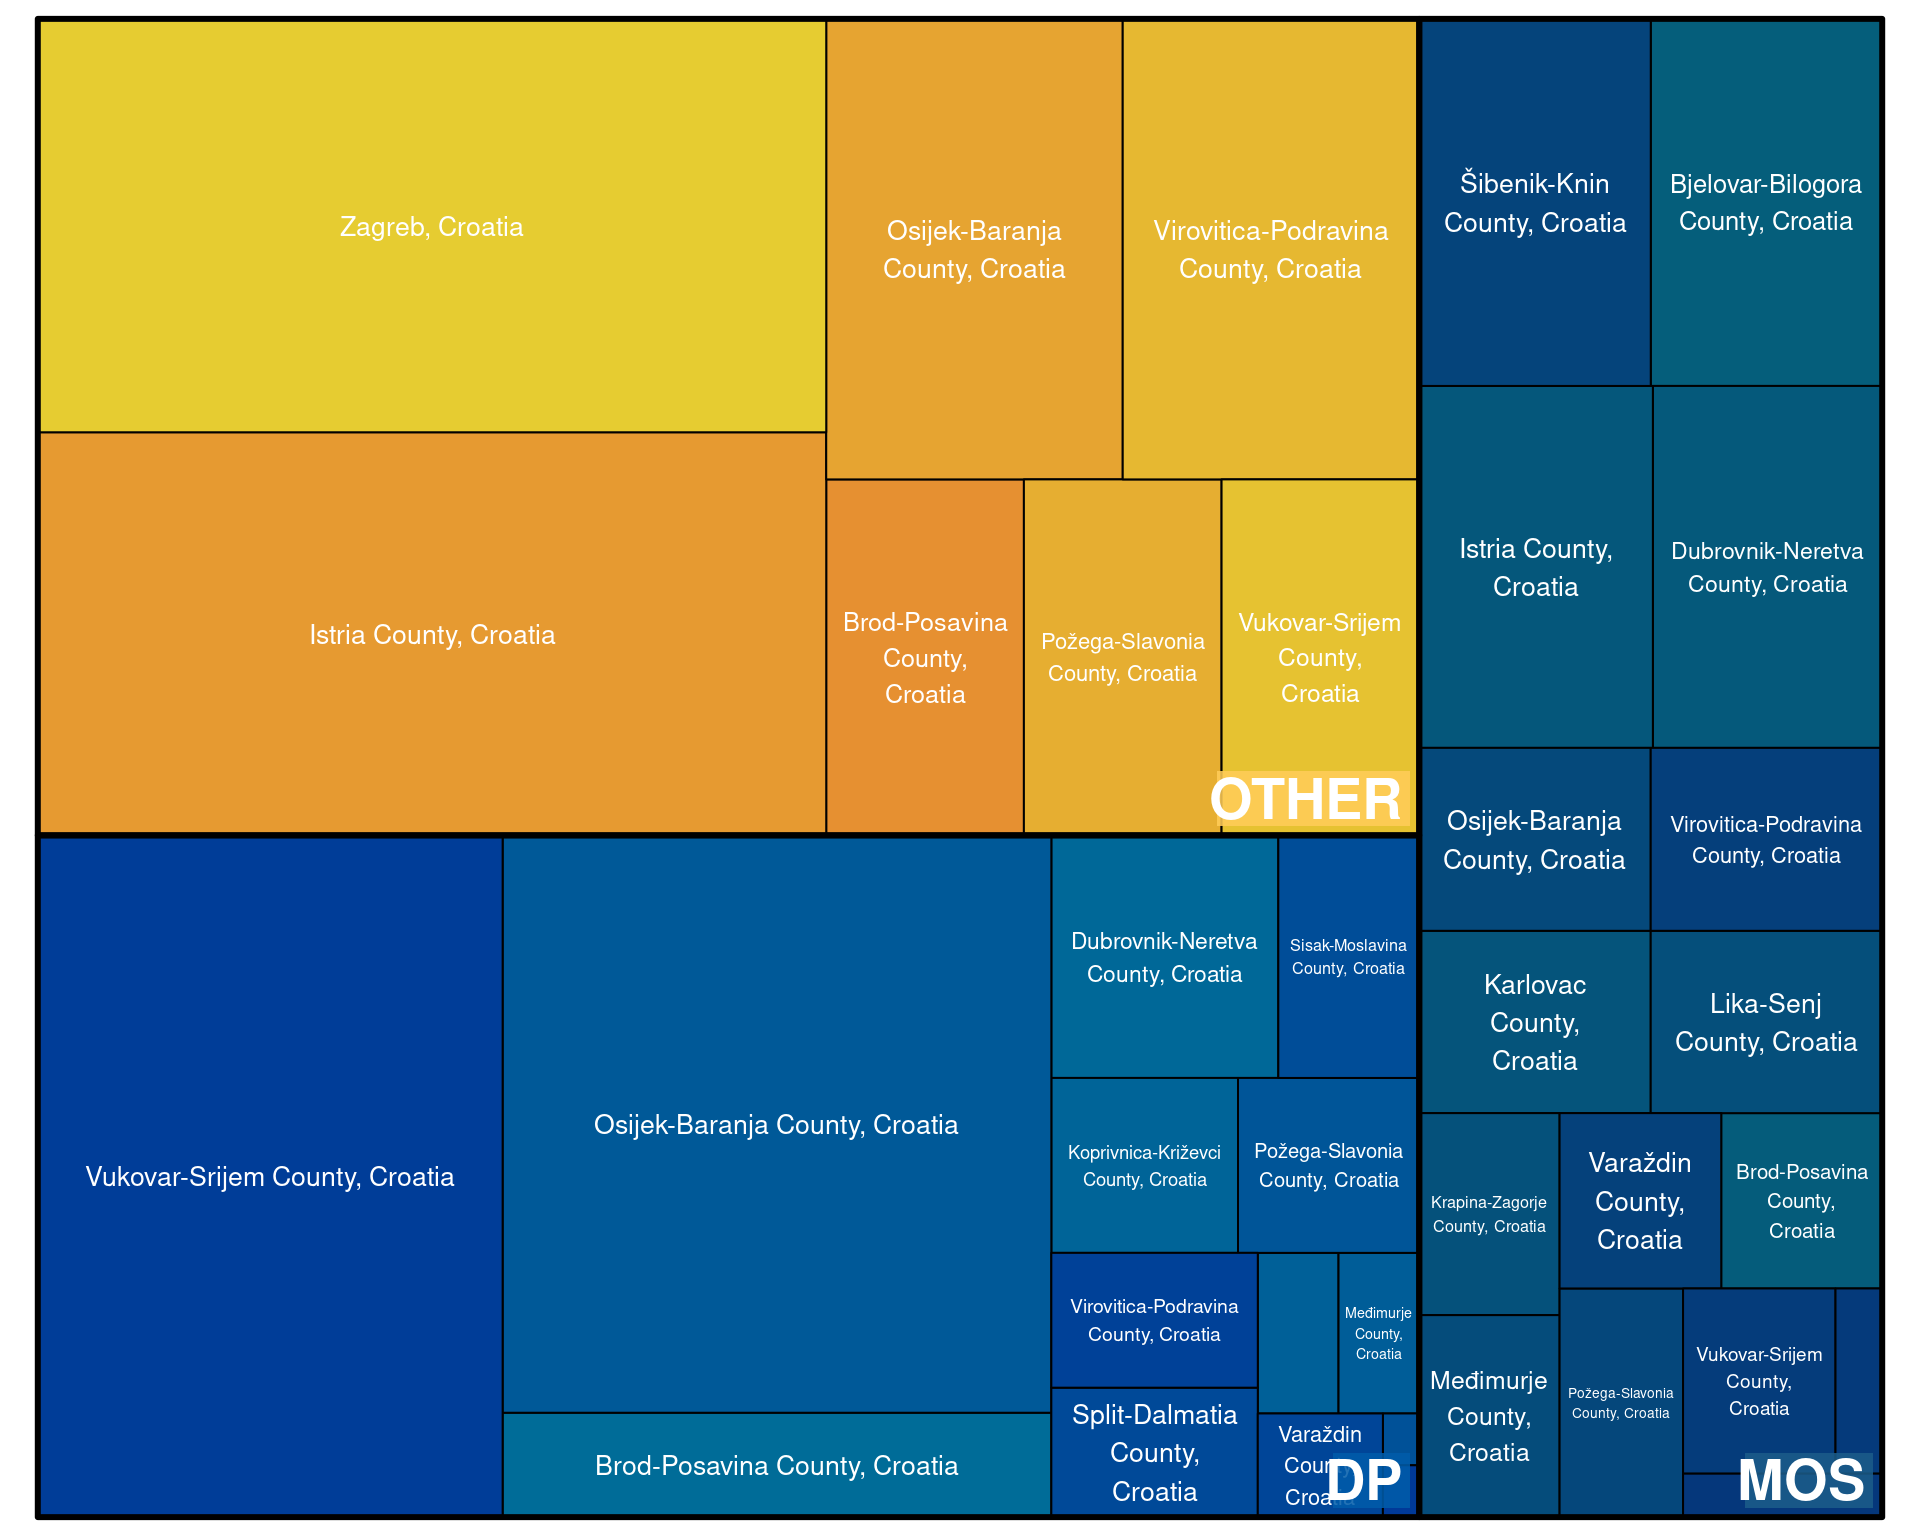 Zagreb, Croatia
Istria County, Croatia
Osijek-Baranja
County, Croatia
Virovitica-Podravina
County, Croatia
Brod-Posavina
County,
Croatia
Požega-Slavonia
County, Croatia
Vukovar-Srijem
County,
Croatia
OTHER
Vukovar-Srijem County, Croatia
Osijek-Baranja County, Croatia
Brod-Posavina County, Croatia
Dubrovnik-Neretva
County, Croatia
Sisak-Moslavina
County, Croatia
Koprivnica-Križevci
County, Croatia
Požega-Slavonia
County, Croatia
Virovitica-Podravina
County, Croatia
Međimurje
County,
Croatia
Split-Dalmatia
County,
Croatia
Varaždin
County,
Croatia
DP
Šibenik-Knin
County, Croatia
Bjelovar-Bilogora
County, Croatia
Istria County,
Croatia
Dubrovnik-Neretva
County, Croatia
Osijek-Baranja
County, Croatia
Virovitica-Podravina
County, Croatia
Karlovac
County,
Croatia
Lika-Senj
County, Croatia
Krapina-Zagorje
County, Croatia
Varaždin
County,
Croatia
Brod-Posavina
County,
Croatia
Međimurje
County,
Croatia
Požega-Slavonia
County, Croatia
Vukovar-Srijem
County,
Croatia
MOS